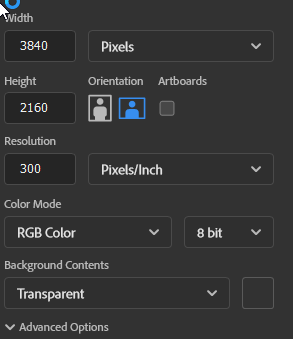 Width
3840 Pixels
Height Orientation Artboards
2160
Resolution
300 Pixels/Inch
Color Mode
RGB Color 8 bit
Background Contents
Transparent
Advanced Options